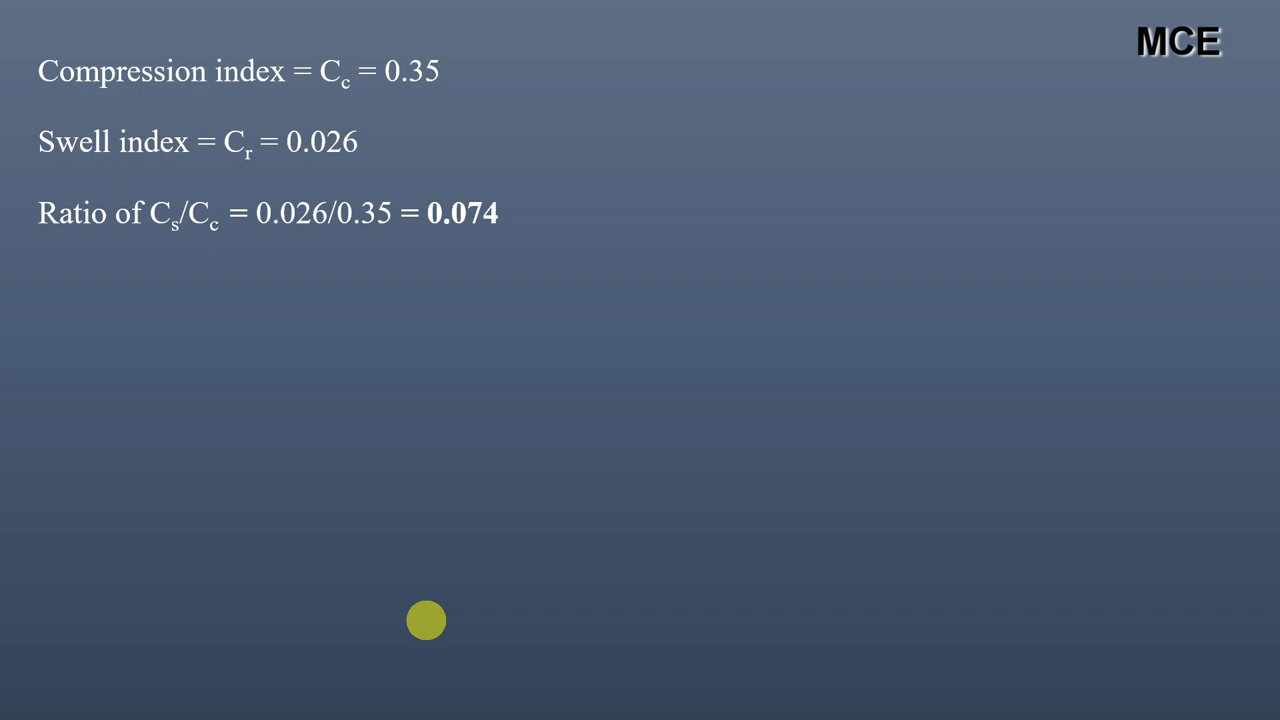 MCE
Compression index = Cc = 0.35
Swell index = Cr = 0.026
Ratio of Cs/Cc = 0.026/0.35 = 0.074